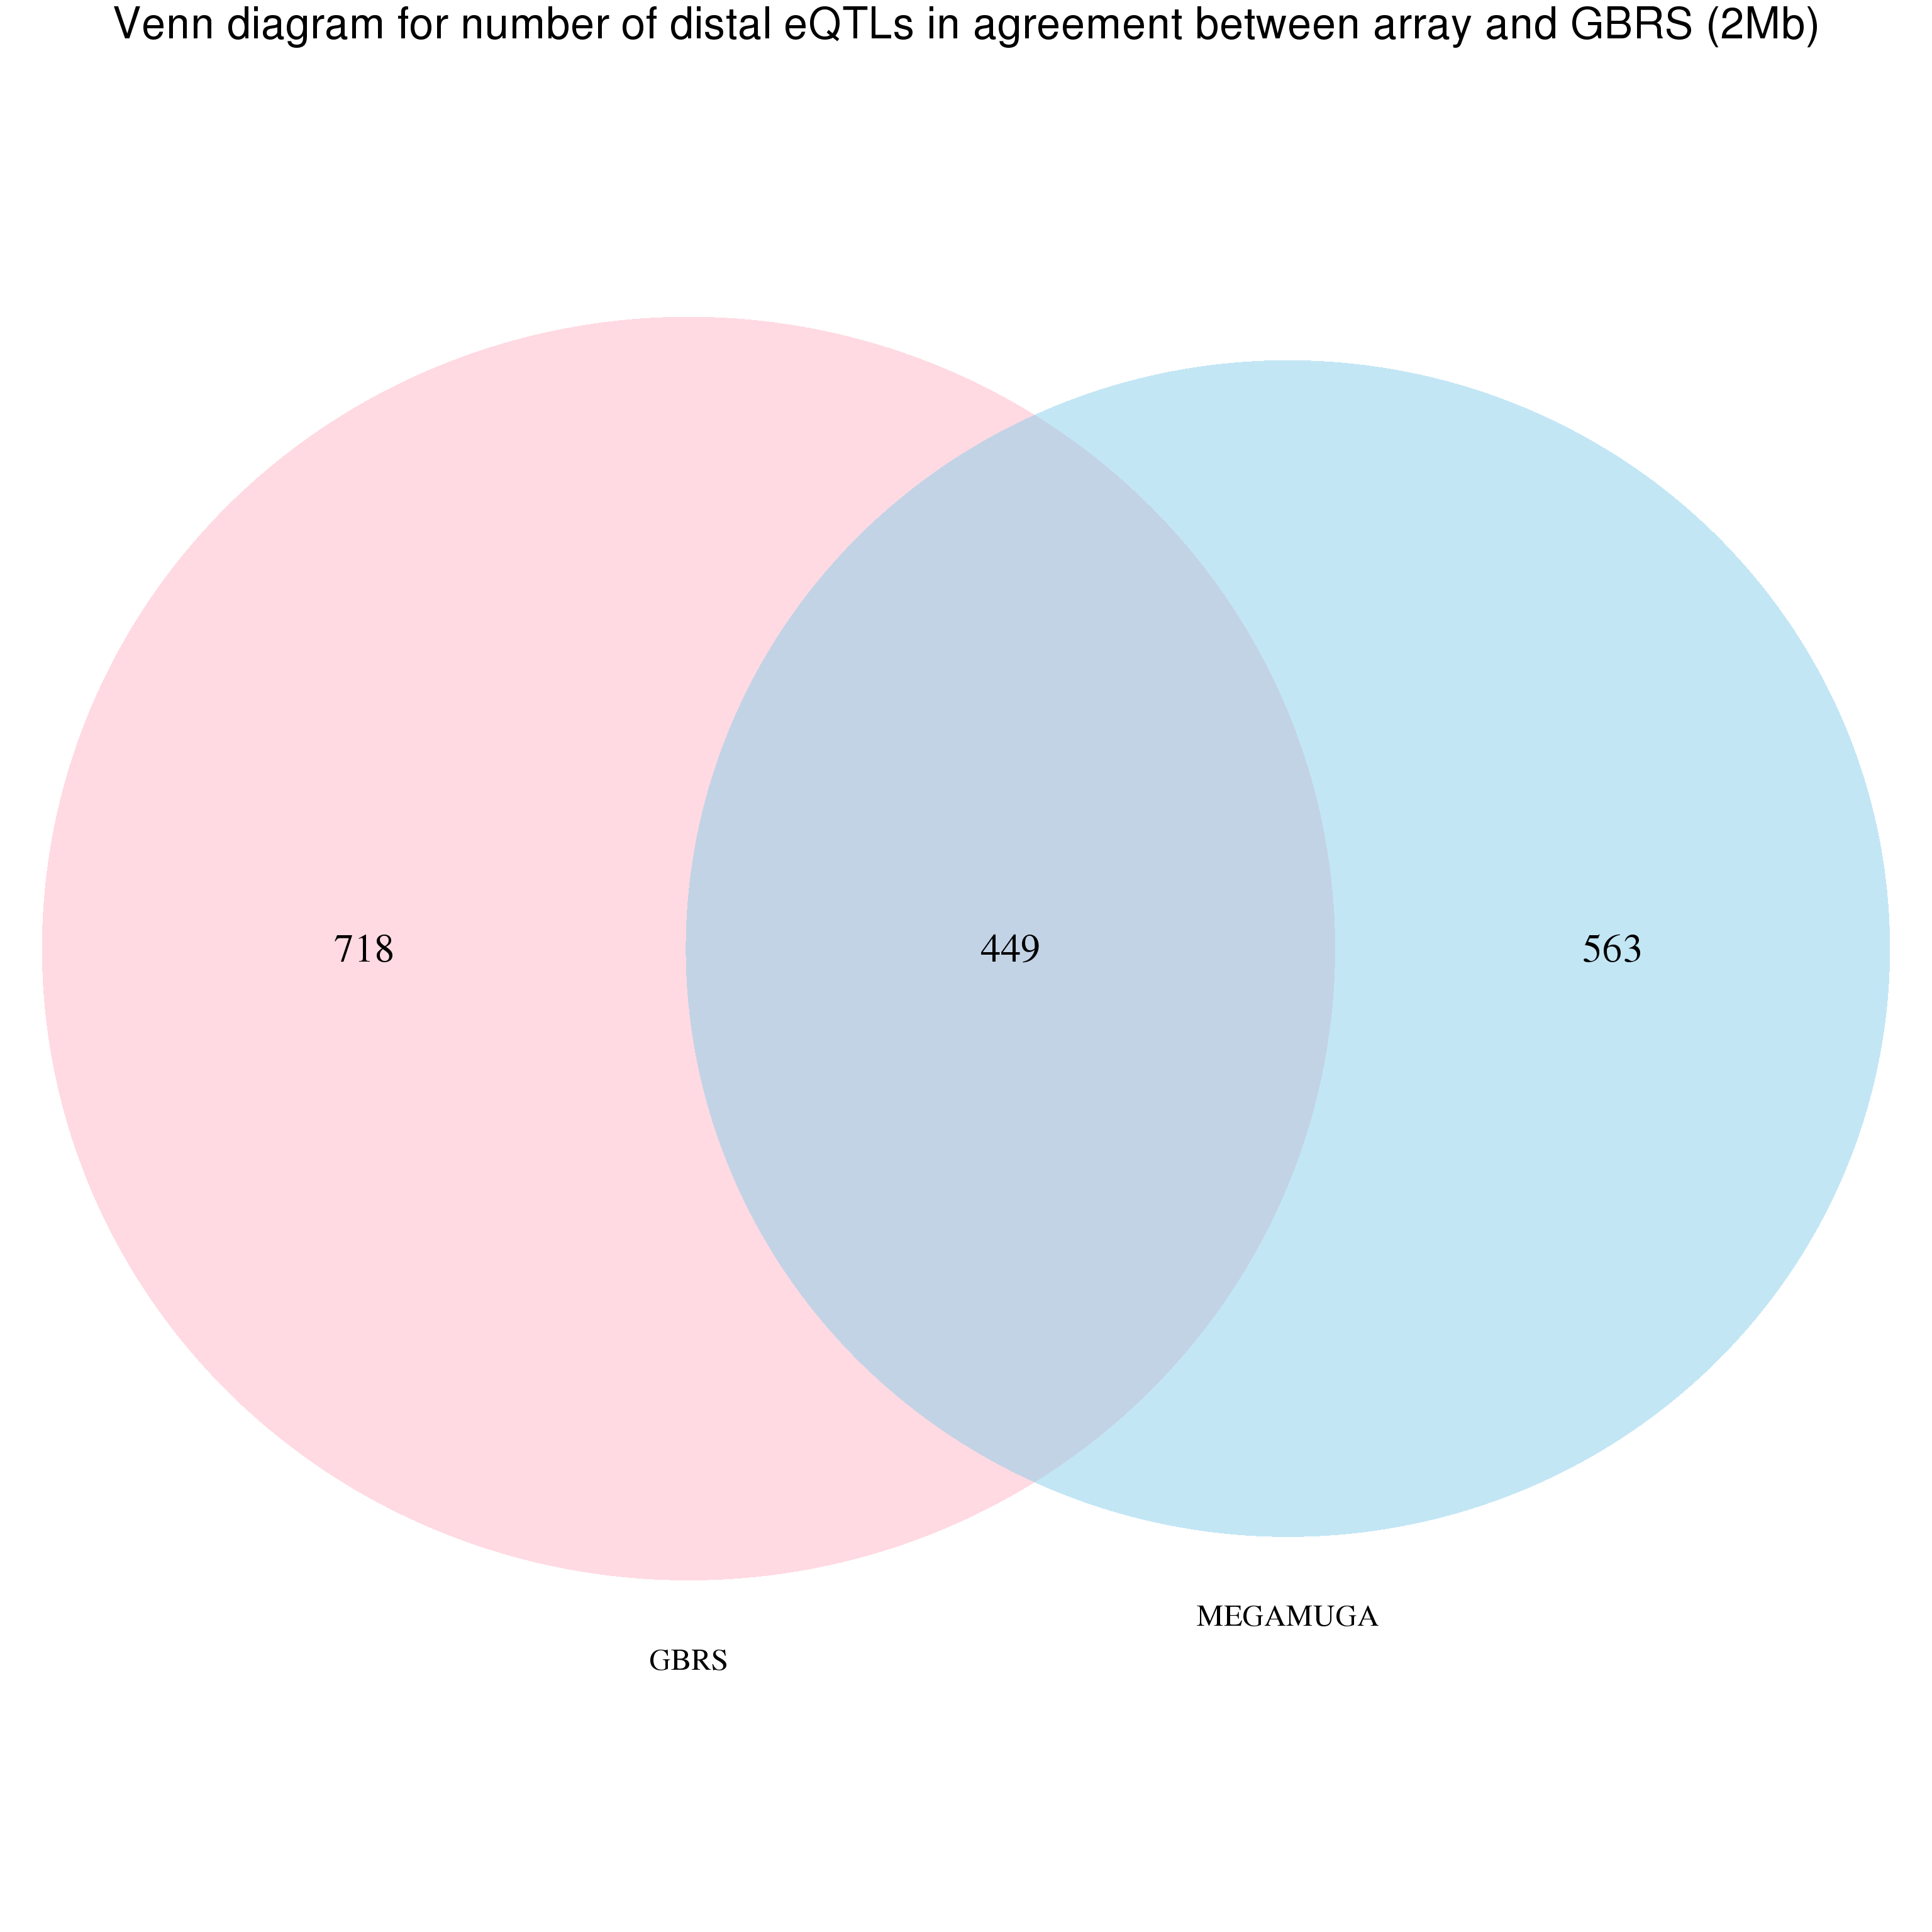 Venn diagram for number of distal eQTLs in agreement between array and GBRS (2Mb)
718
449
563
MEGAMUGA
GBRS